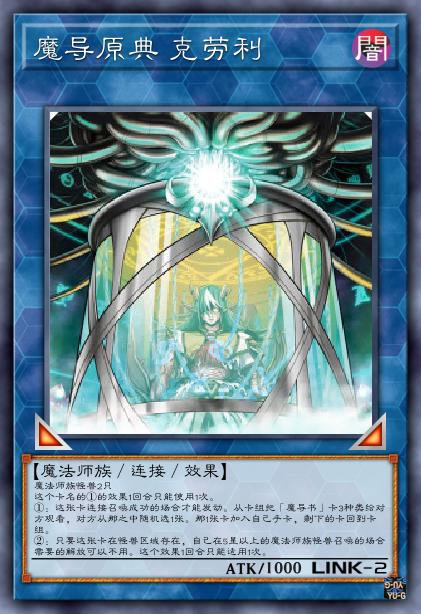 魔导原典 克劳利
闇
【魔法师族／连接／效果】
魔法师族怪兽2只
这个卡名的①的效果1回合只能使用1次。
①：这张卡连接召唤成功的场合才能发动。从卡组把「魔导书」卡3种类给对
方观看，对方从那之中随机选1张。那1张卡加入自己手卡，剩下的卡回到卡
组。
②：只要这张卡在怪兽区域存在，自己在5星以上的魔法师族怪兽召唤的场合
需要的解放可以不用。这个效果1回合只能适用1次。
ATK/1000 LINK-2